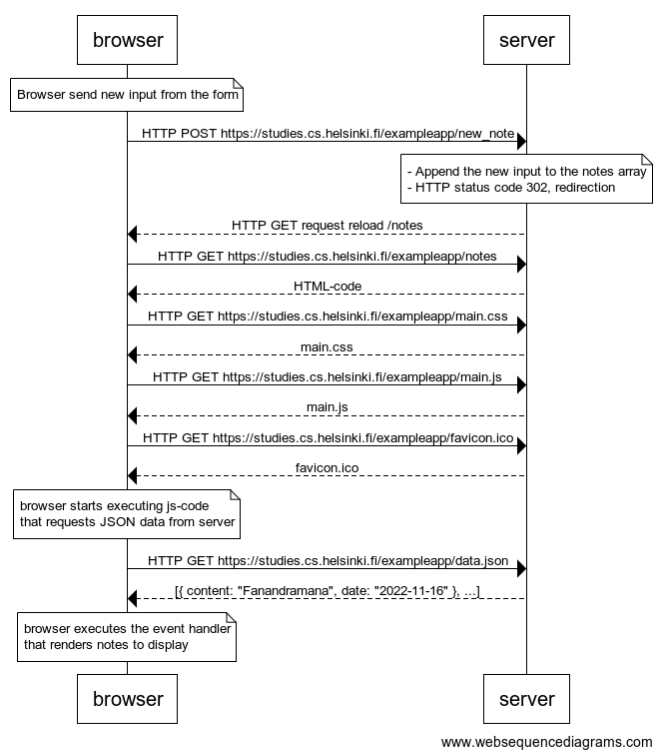 browser
server
Browser send new input from the form
HTTP POST https://studies.cs.helsinki.fi/exampleapp/new_note
- Append the new input to the notes array
- HTTP status code 302, redirection
HTTP GET request reload /notes
HTTP GET https://studies.cs.helsinki.fi/exampleapp/notes
HTML-code
HTTP GET https://studies.cs.helsinki.fi/exampleapp/main.css
main.css
HTTP GET https://studies.cs.helsinki.fi/exampleapp/main.js
main.js
HTTP GET https://studies.cs.helsinki.fi/exampleapp/favicon.ico
favicon.ico
browser starts executing js-code
that requests JSON data from server
HTTP GET https://studies.cs.helsinki.fi/exampleapp/data.json
[{ content: "Fanandramana", date: "2022-11-16" }, ...]
browser executes the event handler
that renders notes to display
browser
server
www.websequencediagrams.com